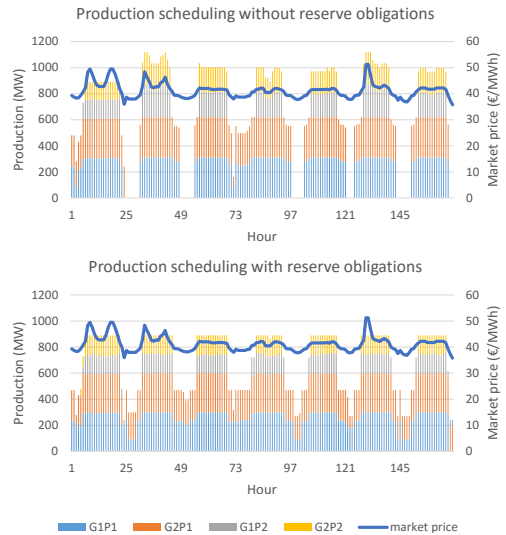 Production scheduling without reserve obligations
1200
1000
800
600
400
200
0
60
50
40
30
20
10
0
Production (MW)
Market price (€/MWh)
1 25 49 73 97 121 145
Hour
Production scheduling with reserve obligations
1200
1000
800
600
400
200
0
60
50
40
30
20
10
0
Production (MW)
Market price (€/MWh)
1 25 49 73 97 121 145
Hour
G1P1 G2P1 G1P2 G2P2 market price